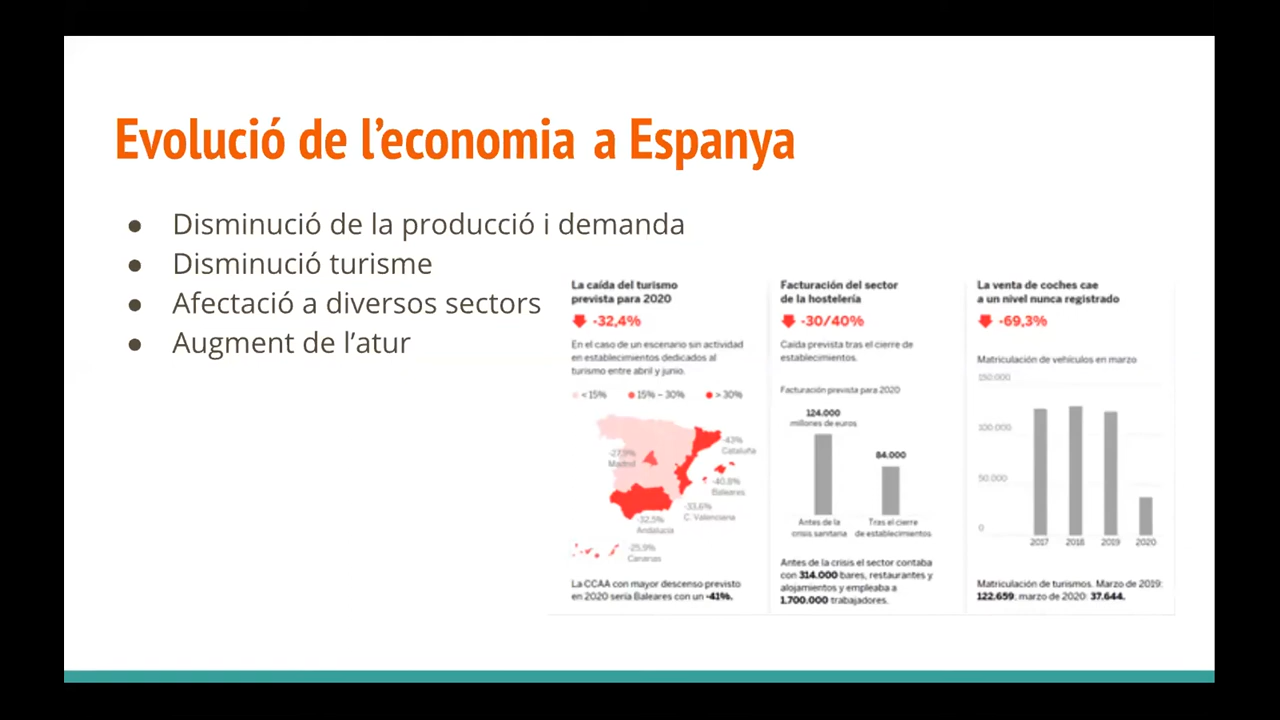 Evolució de l'economia a Espanya
● Disminució de la producció i demanda
● Disminució turisme
● Afectació a diversos sectors
● Augment de l'atur
La caída del turismo
prevista para 2020
-32,4%
En el caso de un escenario sin actividad
en establecimientos dedicados al
turismo entre abril y junio.
< 15% 15% – 30% > 30%
-27,9%
Madrid
-43%
Cataluña
-40,8%
Baleares
-33,6%
C. Valenciana
-32,5%
Andalucía
-25,9%
Canarias
La CCAA con mayor descenso previsto
en 2020 sería Baleares con un -41%.
Facturación del sector
de la hostelería
-30/40%
Caída prevista tras el cierre de
establecimientos.
Facturación prevista para 2020
124.000
millones de euros
84.000
Antes de la
crisis sanitaria
Tras el cierre
de establecimientos
Antes de la crisis el sector contaba
con 314.000 bares, restaurantes y
alojamientos y empleaba a
1.700.000 trabajadores.
La venta de coches cae
a un nivel nunca registrado
-69,3%
Matriculación de vehículos en marzo
150.000
100.000
50.000
0
2017 2018 2019 2020
Matriculación de turismos. Marzo de 2019:
122.659; marzo de 2020: 37.644.